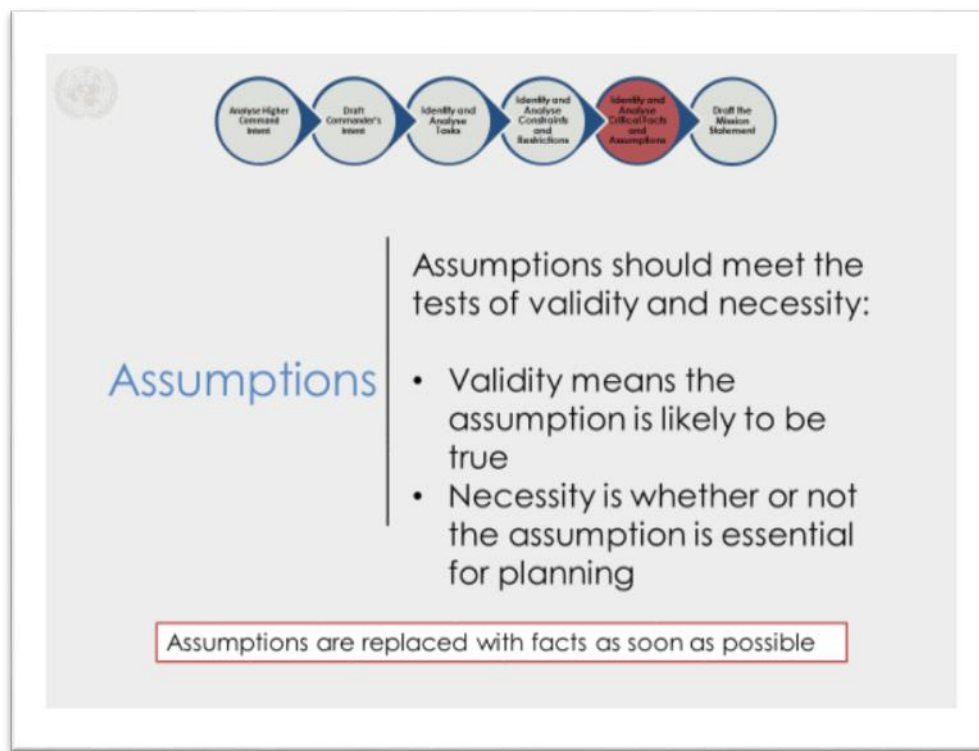 Analyse Higher
Command
Intent
Draft
Commander's
Intent
Identify and
Analyse
Tasks
Identify and
Analyse
Constraints
and
Restrictions
Identify and
Analyse
Critical Facts
and
Assumptions
Draft the
Mission
Statement
Assumptions
Assumptions should meet the
tests of validity and necessity:
• Validity means the
assumption is likely to be
true
• Necessity is whether or not
the assumption is essential
for planning
Assumptions are replaced with facts as soon as possible